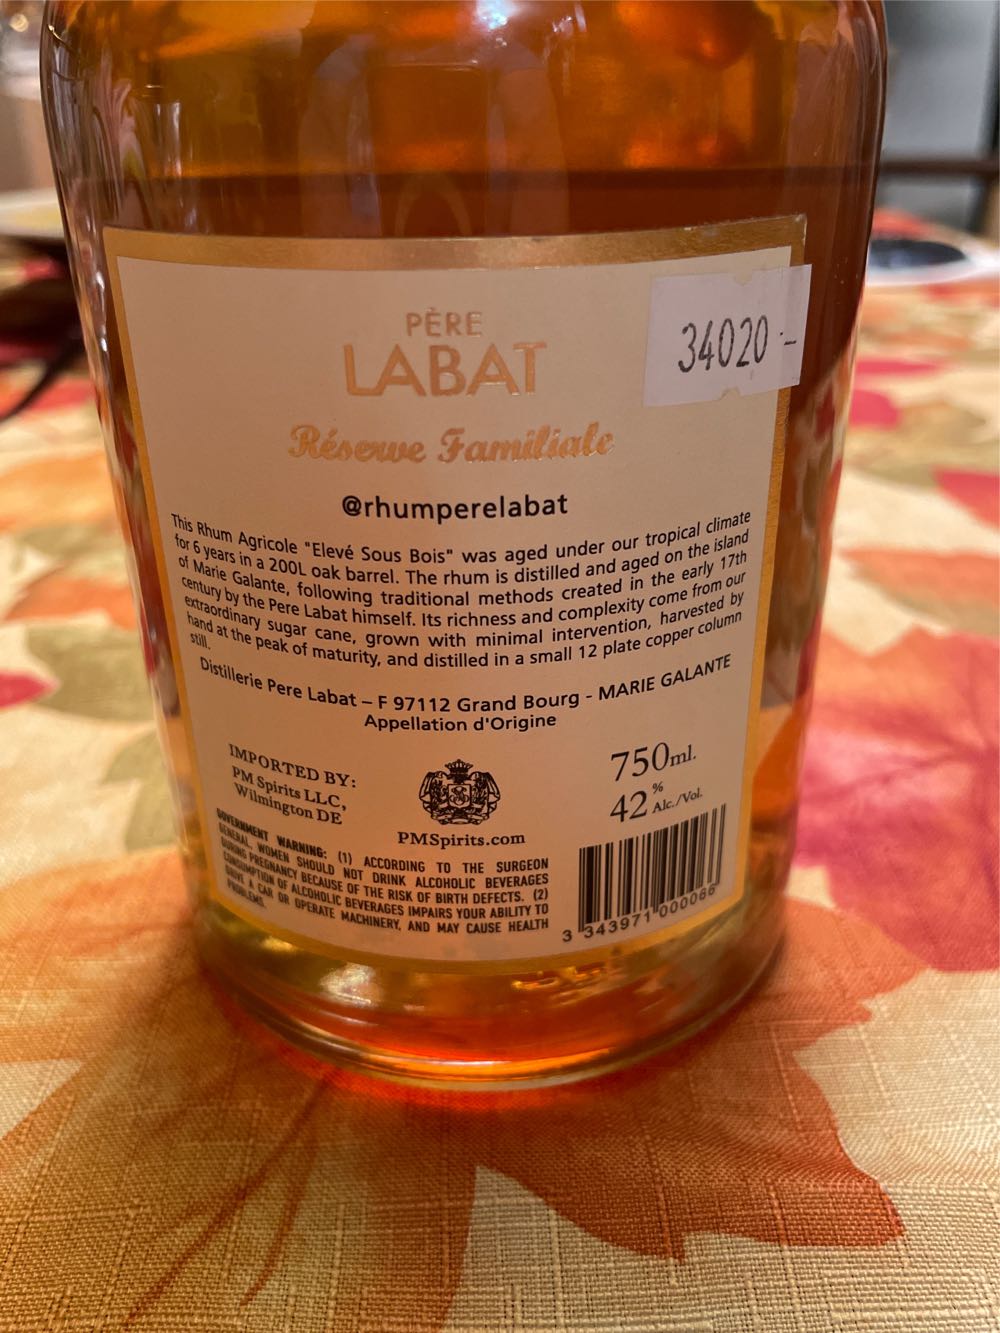 PÈRE
LABAT
34020-
Réserve Familiale
@rhumperelabat
This Rhum Agricole "Elevé Sous Bois" was aged under our tropical climate
for 6 years in a 200L oak barrel. The rhum is distilled and aged on the island
of Marie Galante, following traditional methods created in the early 17th
century by the Pere Labat himself. Its richness and complexity come from our
extraordinary sugar cane, grown with minimal intervention, harvested by
hand at the peak of maturity, and distilled in a small 12 plate copper column
still.
Distillerie Pere Labat – F 97112 Grand Bourg - MARIE GALANTE
Appellation d'Origine
IMPORTED BY:
PM Spirits LLC,
Wilmington DE
PMSpirits.com
750ml.
42% Alc./Vol.
GOVERNMENT WARNING: (1) ACCORDING TO THE SURGEON
GENERAL, WOMEN SHOULD NOT DRINK ALCOHOLIC BEVERAGES
DURING PREGNANCY BECAUSE OF THE RISK OF BIRTH DEFECTS. (2)
CONSUMPTION OF ALCOHOLIC BEVERAGES IMPAIRS YOUR ABILITY TO
DRIVE A CAR OR OPERATE MACHINERY, AND MAY CAUSE HEALTH
PROBLEMS.
3 343971 000086